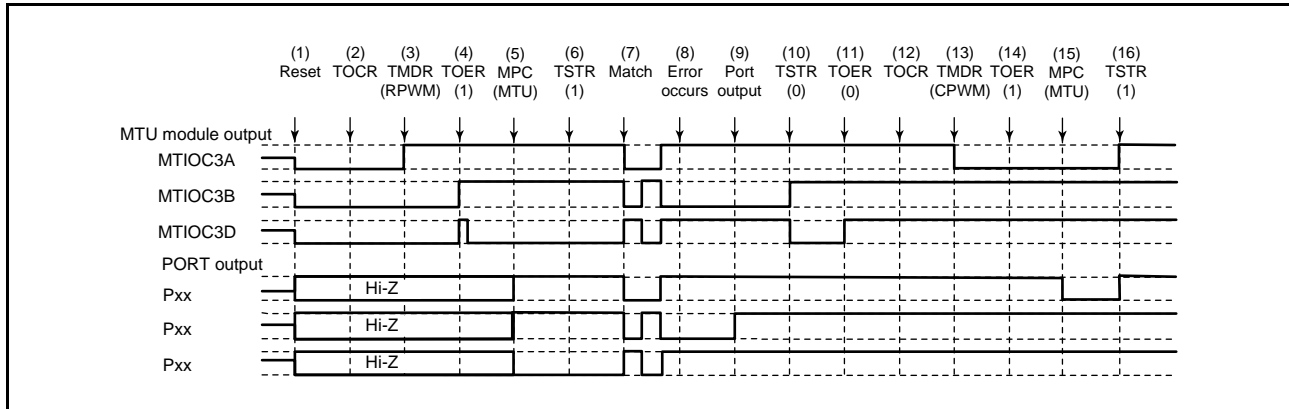 (1) (2) (3) (4) (5) (6) (7) (8) (9) (10) (11) (12) (13) (14) (15) (16)
Reset TOCR TMDR TOER MPC TSTR Match Error Port TSTR TOER TOCR TMDR TOER MPC TSTR
(RPWM) (1) (MTU) (1) occurs output (0) (0) (CPWM) (1) (MTU) (1)
MTU module output
MTIOC3A
MTIOC3B
MTIOC3D
PORT output
Pxx Hi-Z
Pxx Hi-Z
Pxx Hi-Z